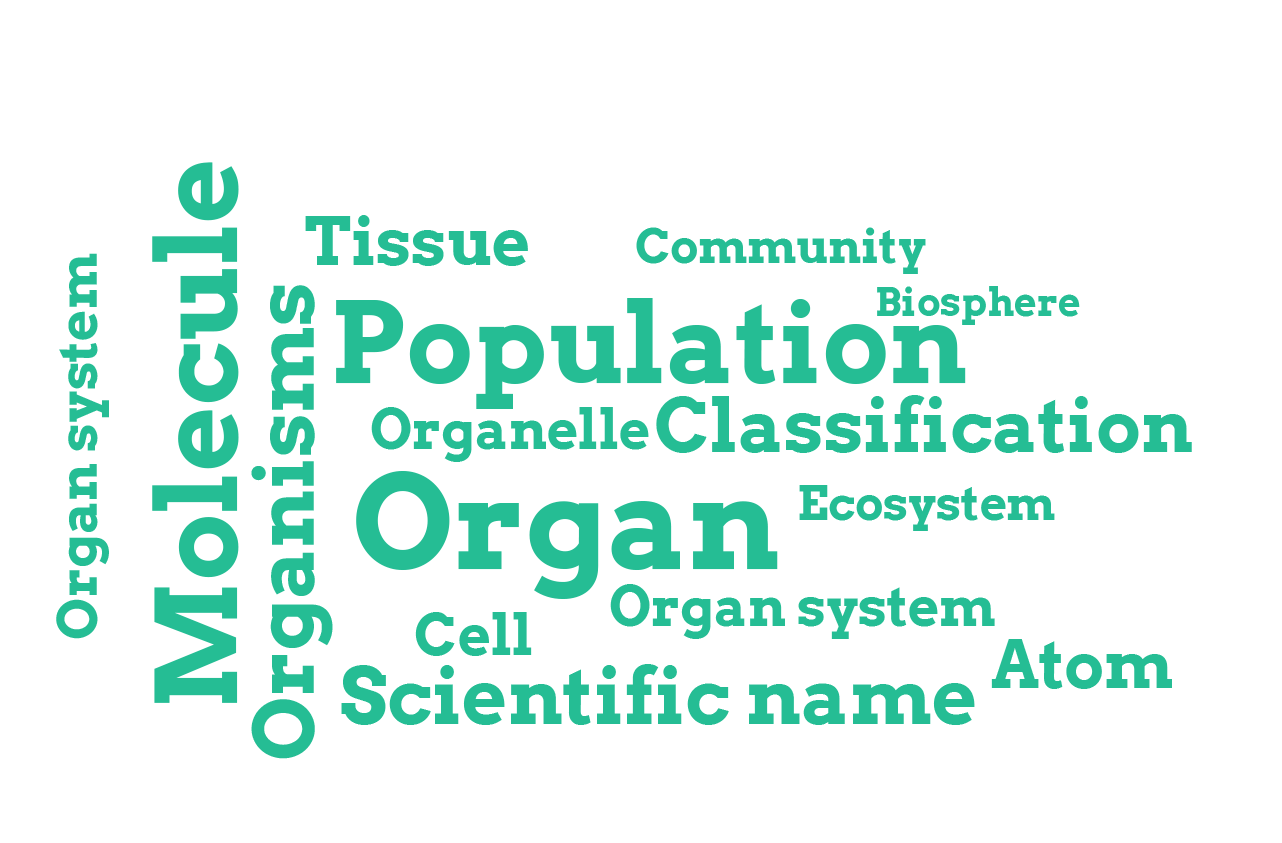 Organ system
Molecule
Organisms
Tissue
Community
Biosphere
Population
Organelle
Classification
Organ
Ecosystem
Organ system
Cell
Atom
Scientific name